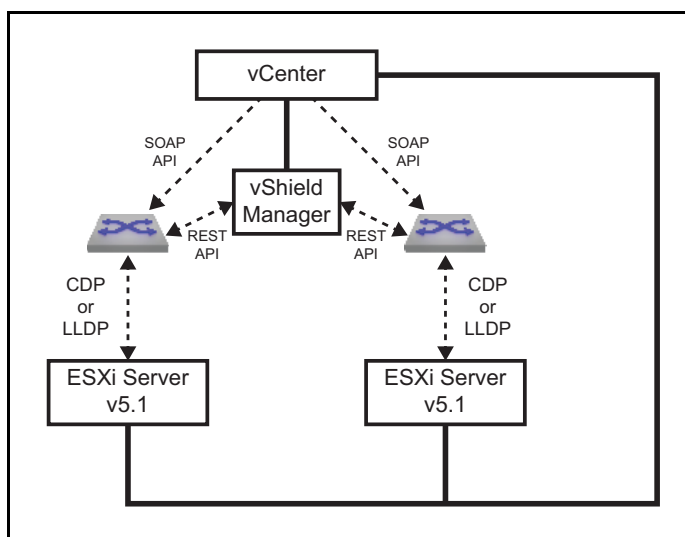 vCenter
SOAP
API
SOAP
API
vShield
Manager
REST
API
REST
API
CDP
or
LLDP
CDP
or
LLDP
ESXi Server
v5.1
ESXi Server
v5.1